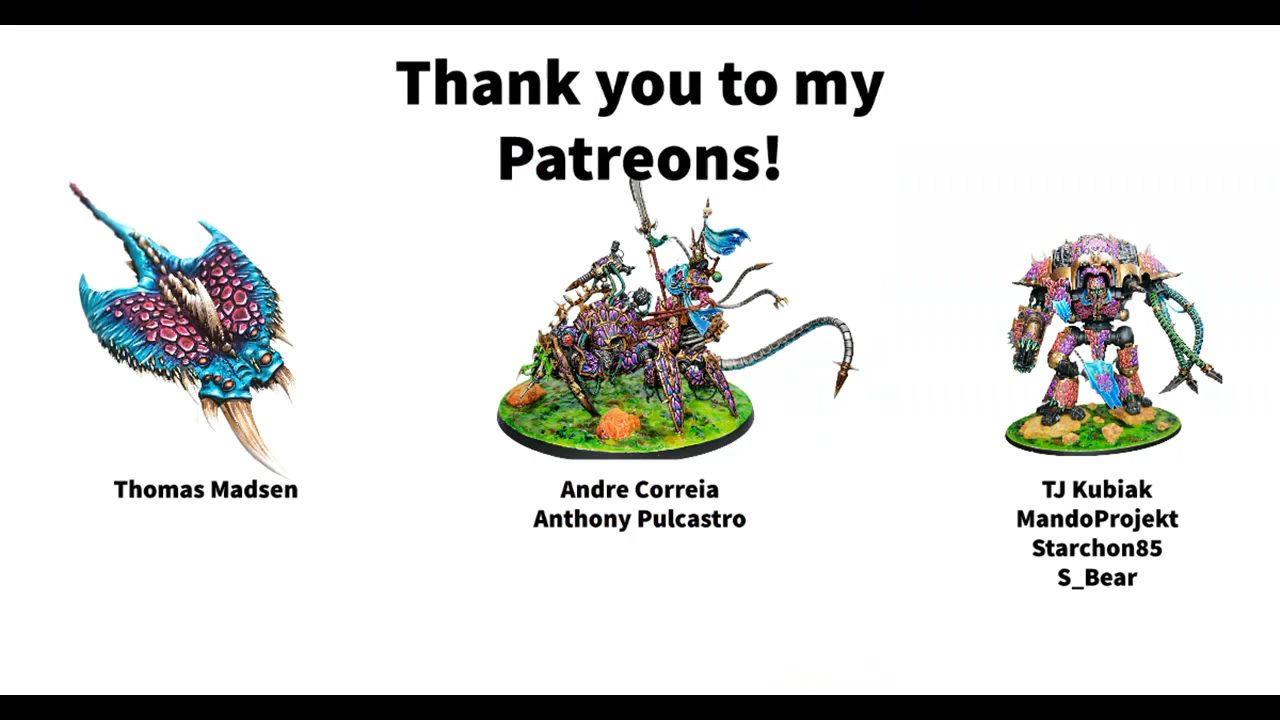 Thank you to my
Patreons!
Thomas Madsen
Andre Correia
Anthony Pulcastro
TJ Kubiak
MandoProjekt
Starchon85
S_Bear